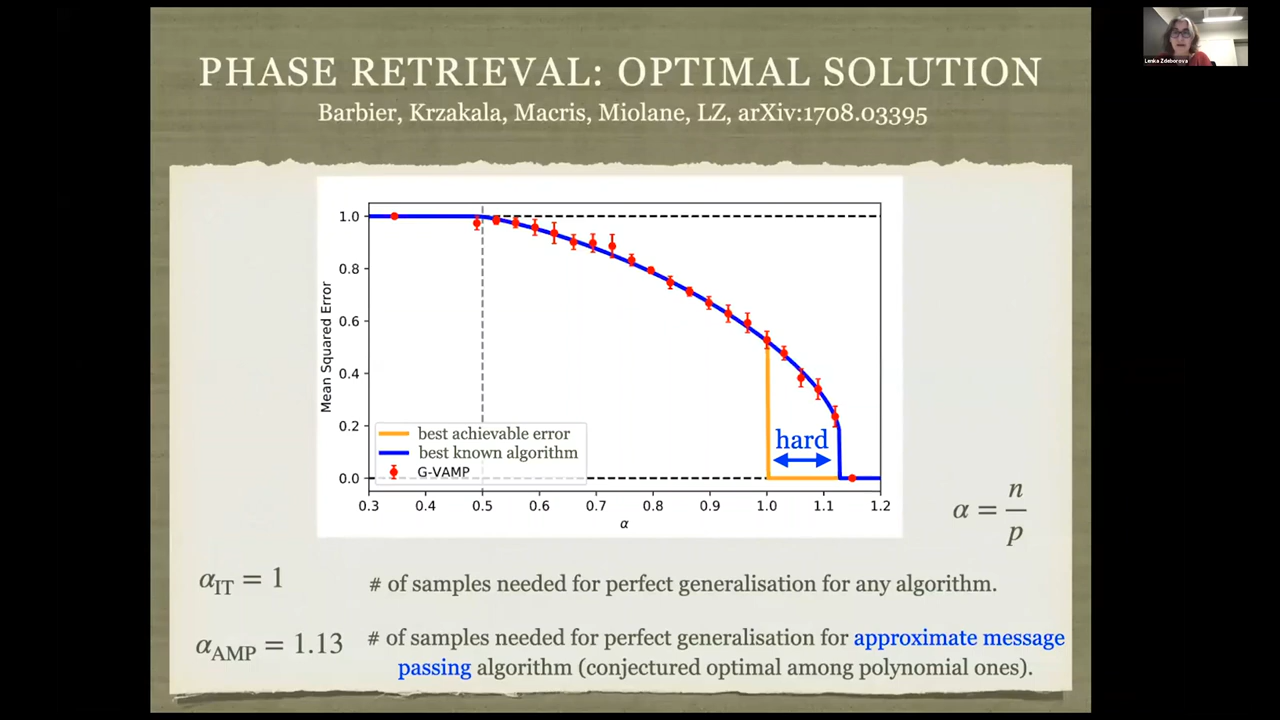 Lenka Zdeborova
PHASE RETRIEVAL: OPTIMAL SOLUTION
Barbier, Krzakala, Macris, Miolane, LZ, arXiv:1708.03395
Mean Squared Error
1.0
0.8
0.6
0.4
0.2
0.0
hard
best achievable error
best known algorithm
G-VAMP
0.3 0.4 0.5 0.6 0.7 0.8 0.9 1.0 1.1 1.2
α
α = n/p
α_IT = 1 # of samples needed for perfect generalisation for any algorithm.
α_AMP = 1.13 # of samples needed for perfect generalisation for approximate message
passing algorithm (conjectured optimal among polynomial ones).